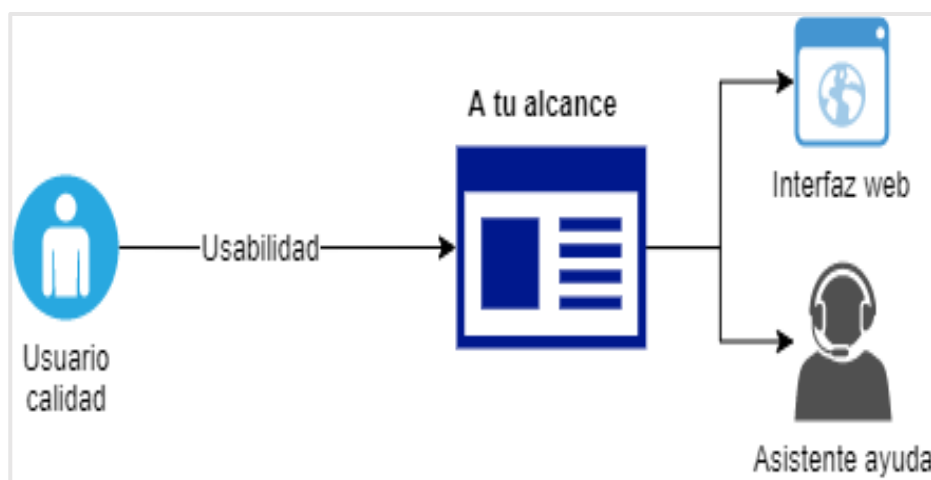 A tu alcance
Interfaz web
Usabilidad
Usuario
calidad
Asistente ayuda